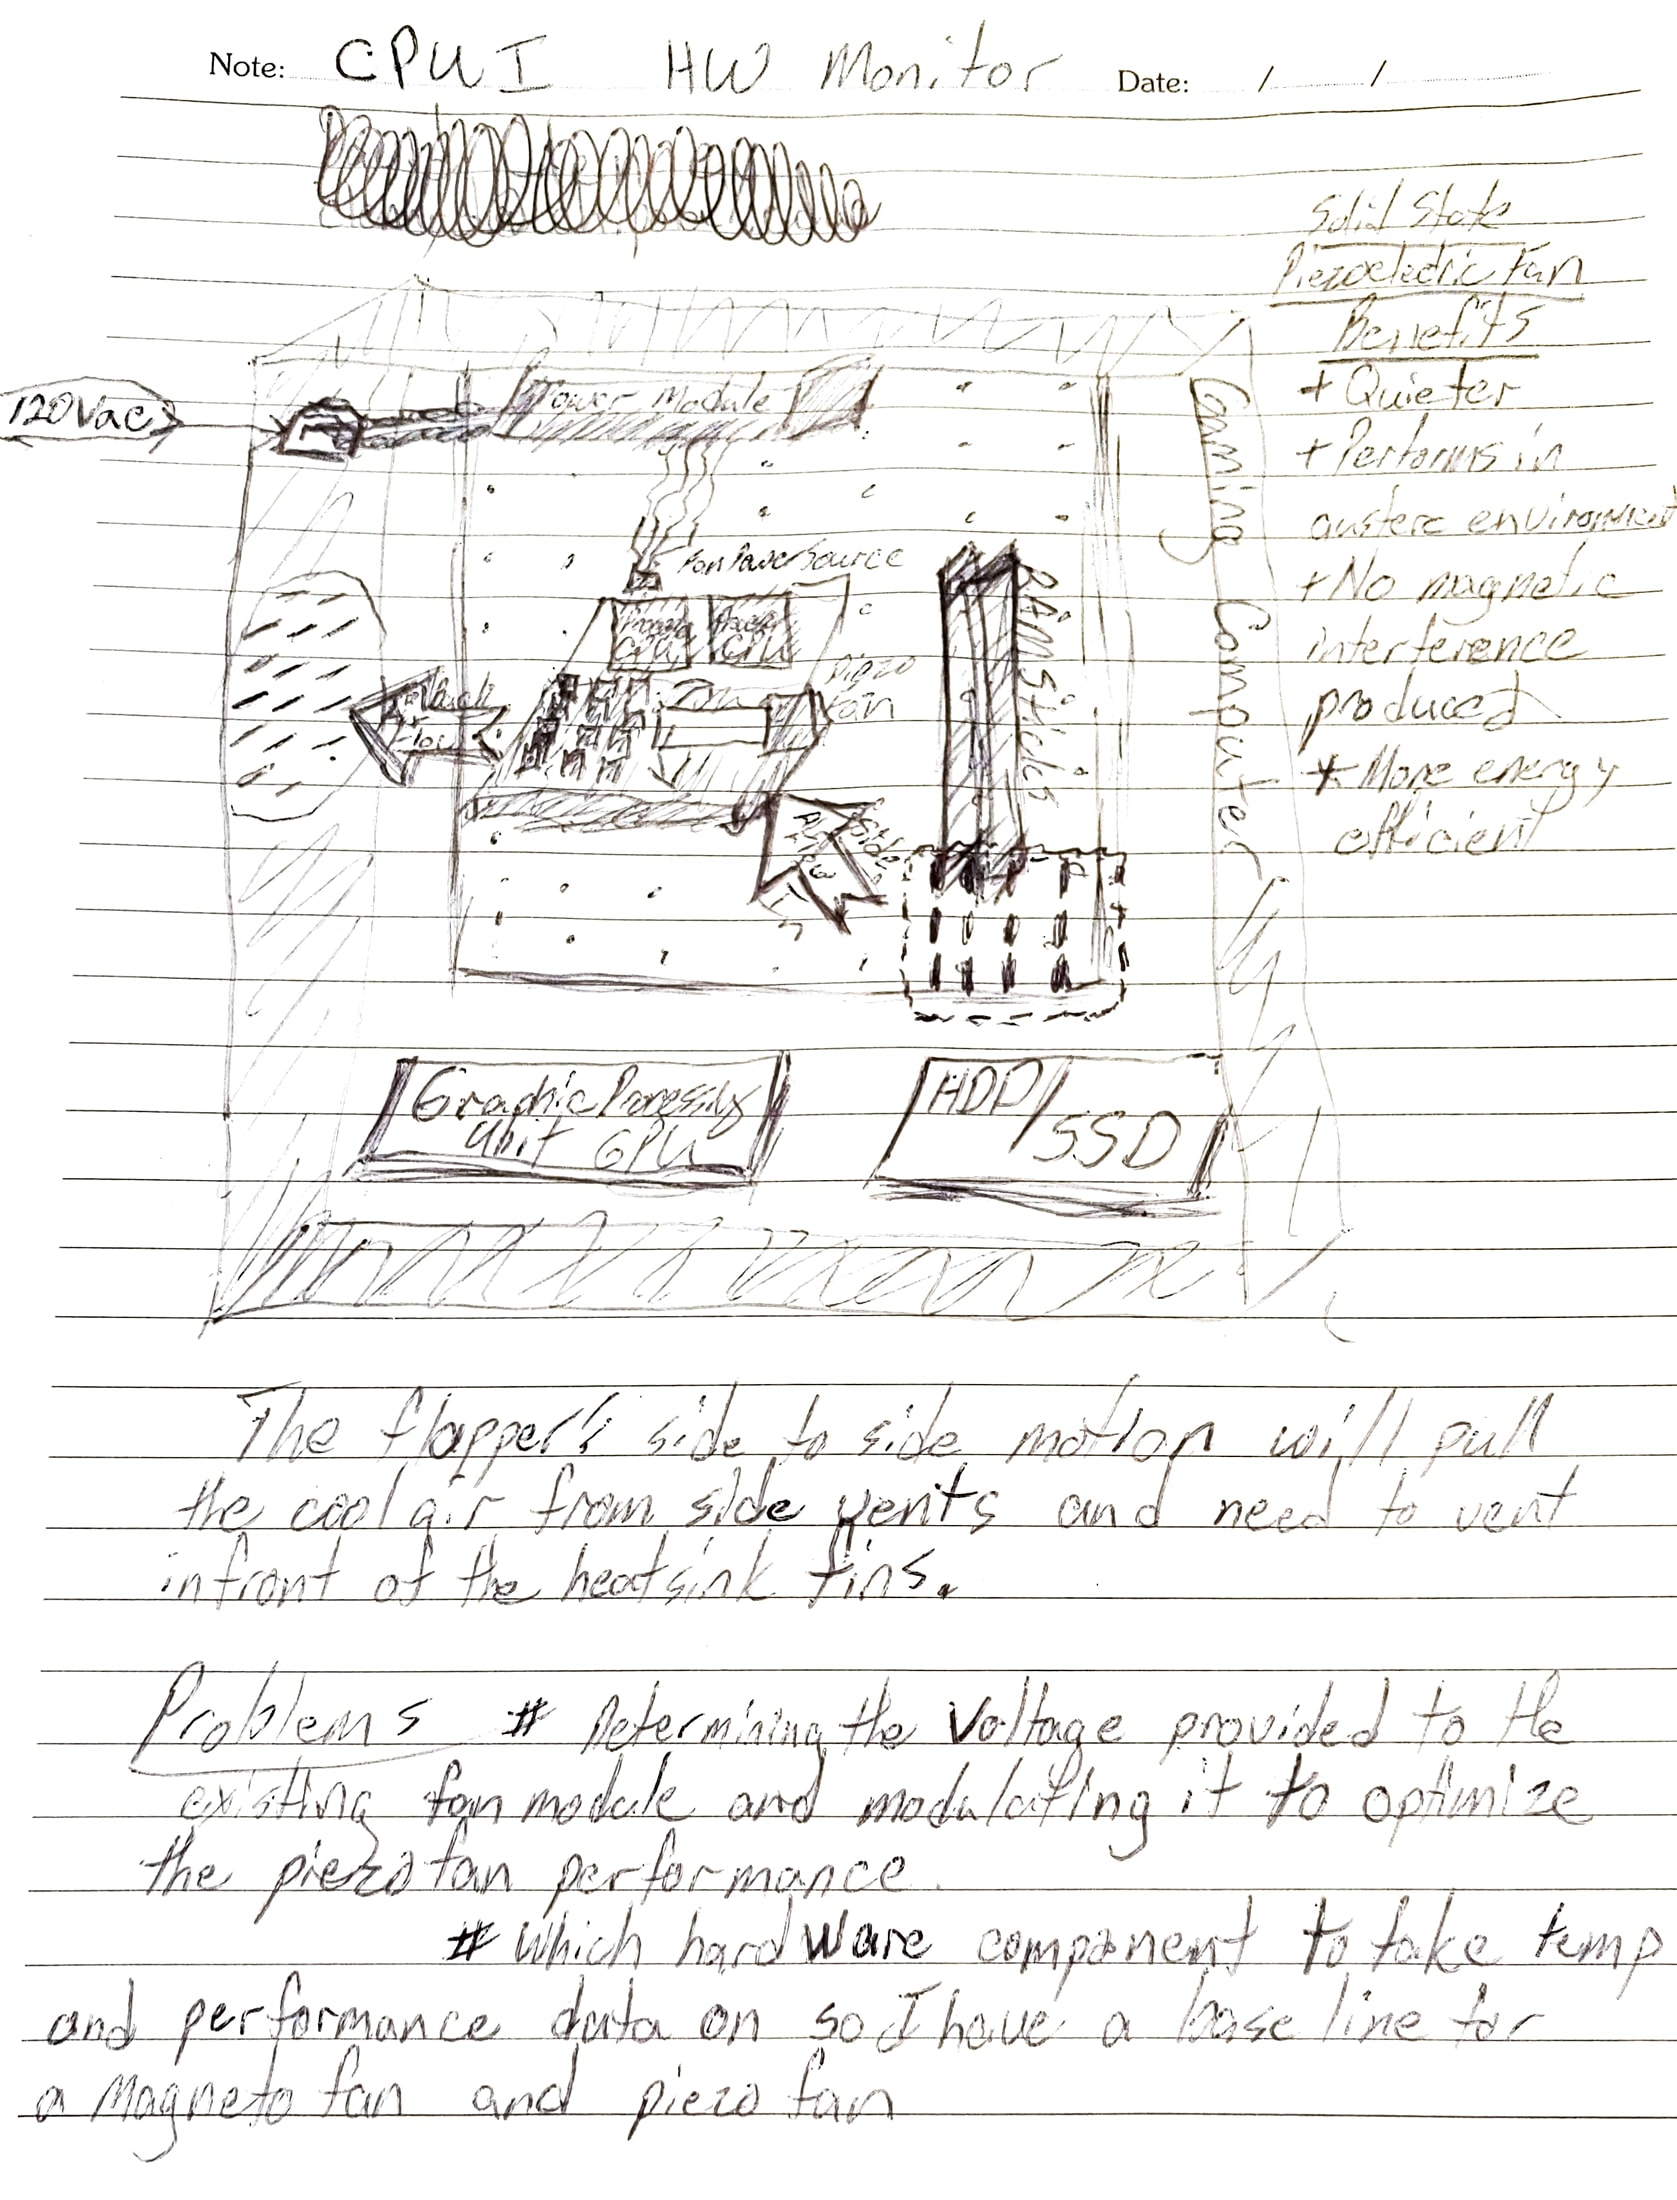 Note: CPU I HW Monitor Date: / /
Solid State
Piezoelectric Fan
Benefits
+ Quieter
+ Performs in
austere environment
+ No magnetic
interference
produced
* More energy
efficient
120Vac
Power Module
Gaming Computer
Fan Power Source
CPU
CPU
Piezo
fan
RAM Sticks
Back
Flow
Air
Side
In
Graphic Porcessing
Unit GPU
HDD/
SSD
The flapper's side to side motion will pull
the cool air from side vents and need to vent
infront of the heatsink fins.
Problems # Determining the Voltage provided to the
existing fan module and modulating it to optimize
the piezo fan performance.
# which hardware component to take temp
and performance data on so I have a base line for
a Magneto fan and piezo fan